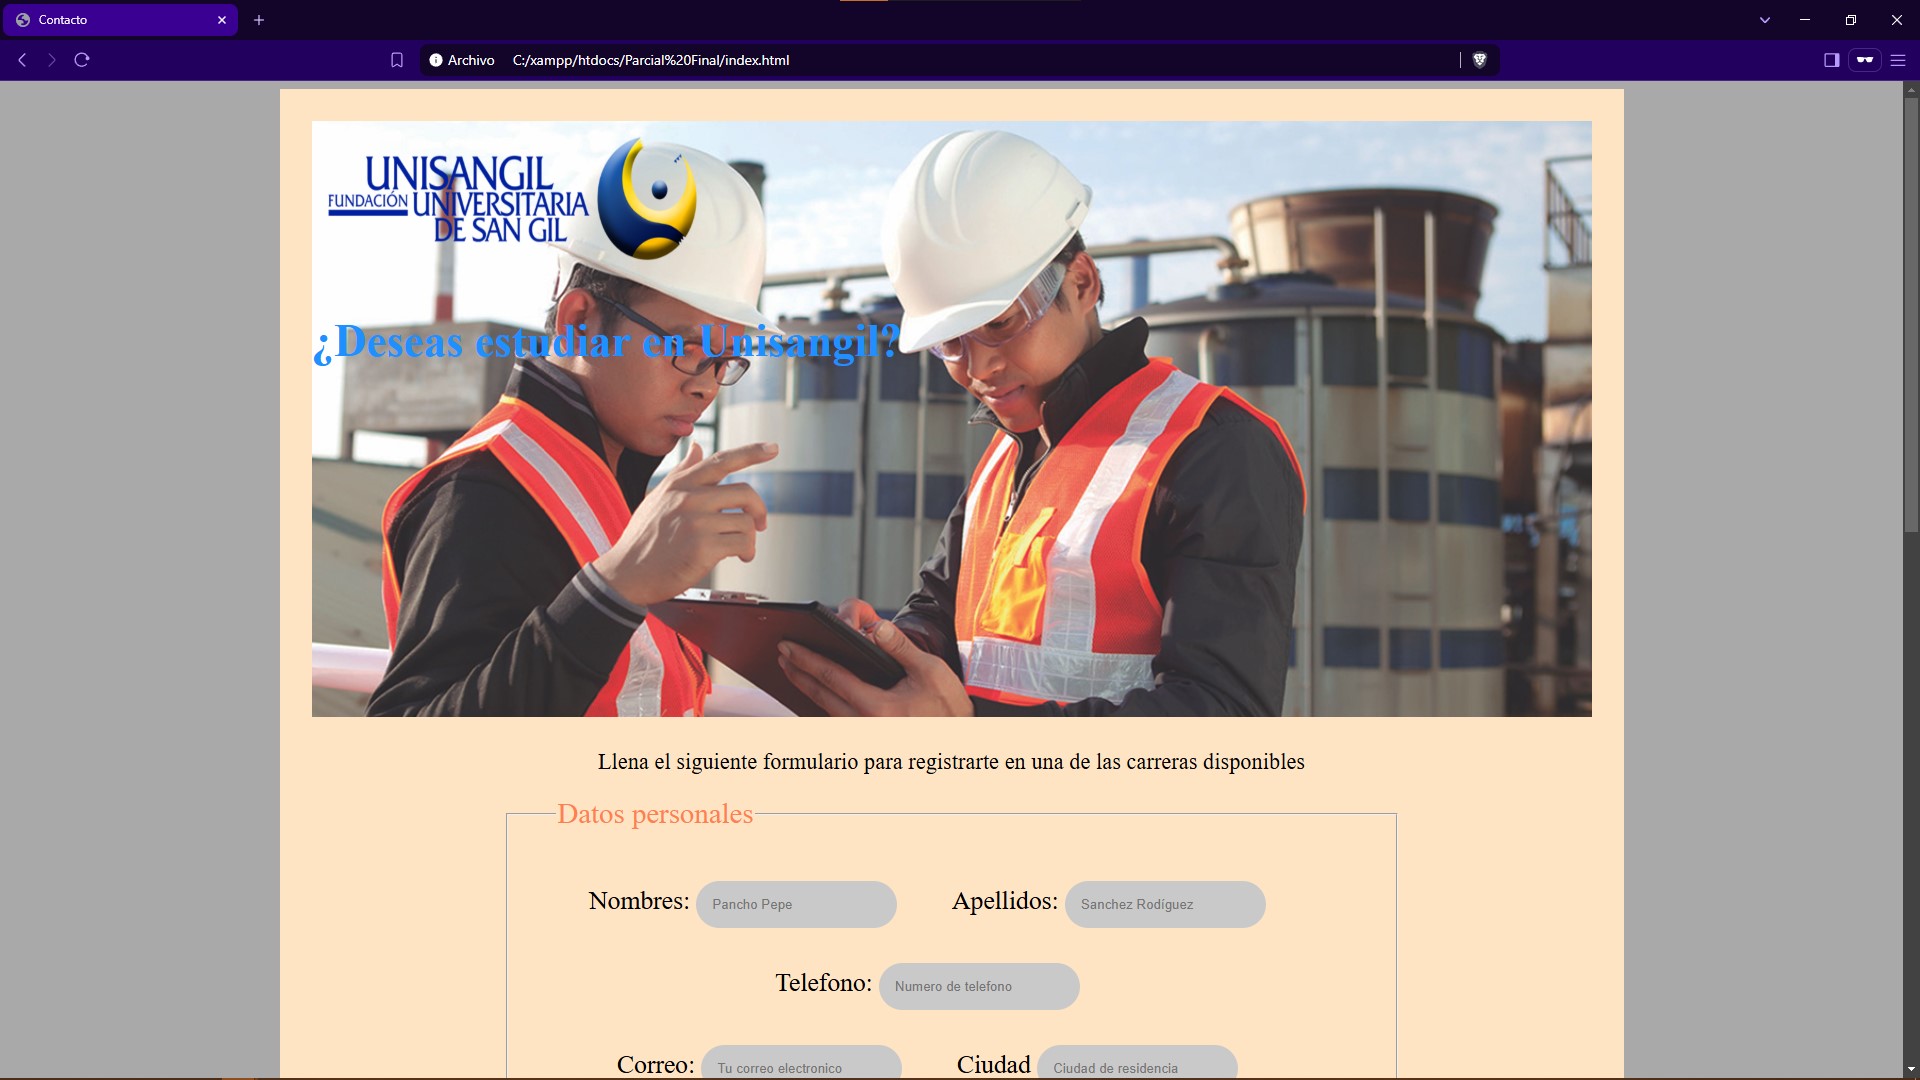 Contacto
Archivo C:/xampp/htdocs/Parcial%20Final/index.html
UNISANGIL
FUNDACIÓN UNIVERSITARIA
DE SAN GIL
¿Deseas estudiar en Unisangil?
Llena el siguiente formulario para registrarte en una de las carreras disponibles
Datos personales
Nombres: Pancho Pepe Apellidos: Sanchez Rodíguez
Telefono: Numero de telefono
Correo: Tu correo electronico Ciudad Ciudad de residencia